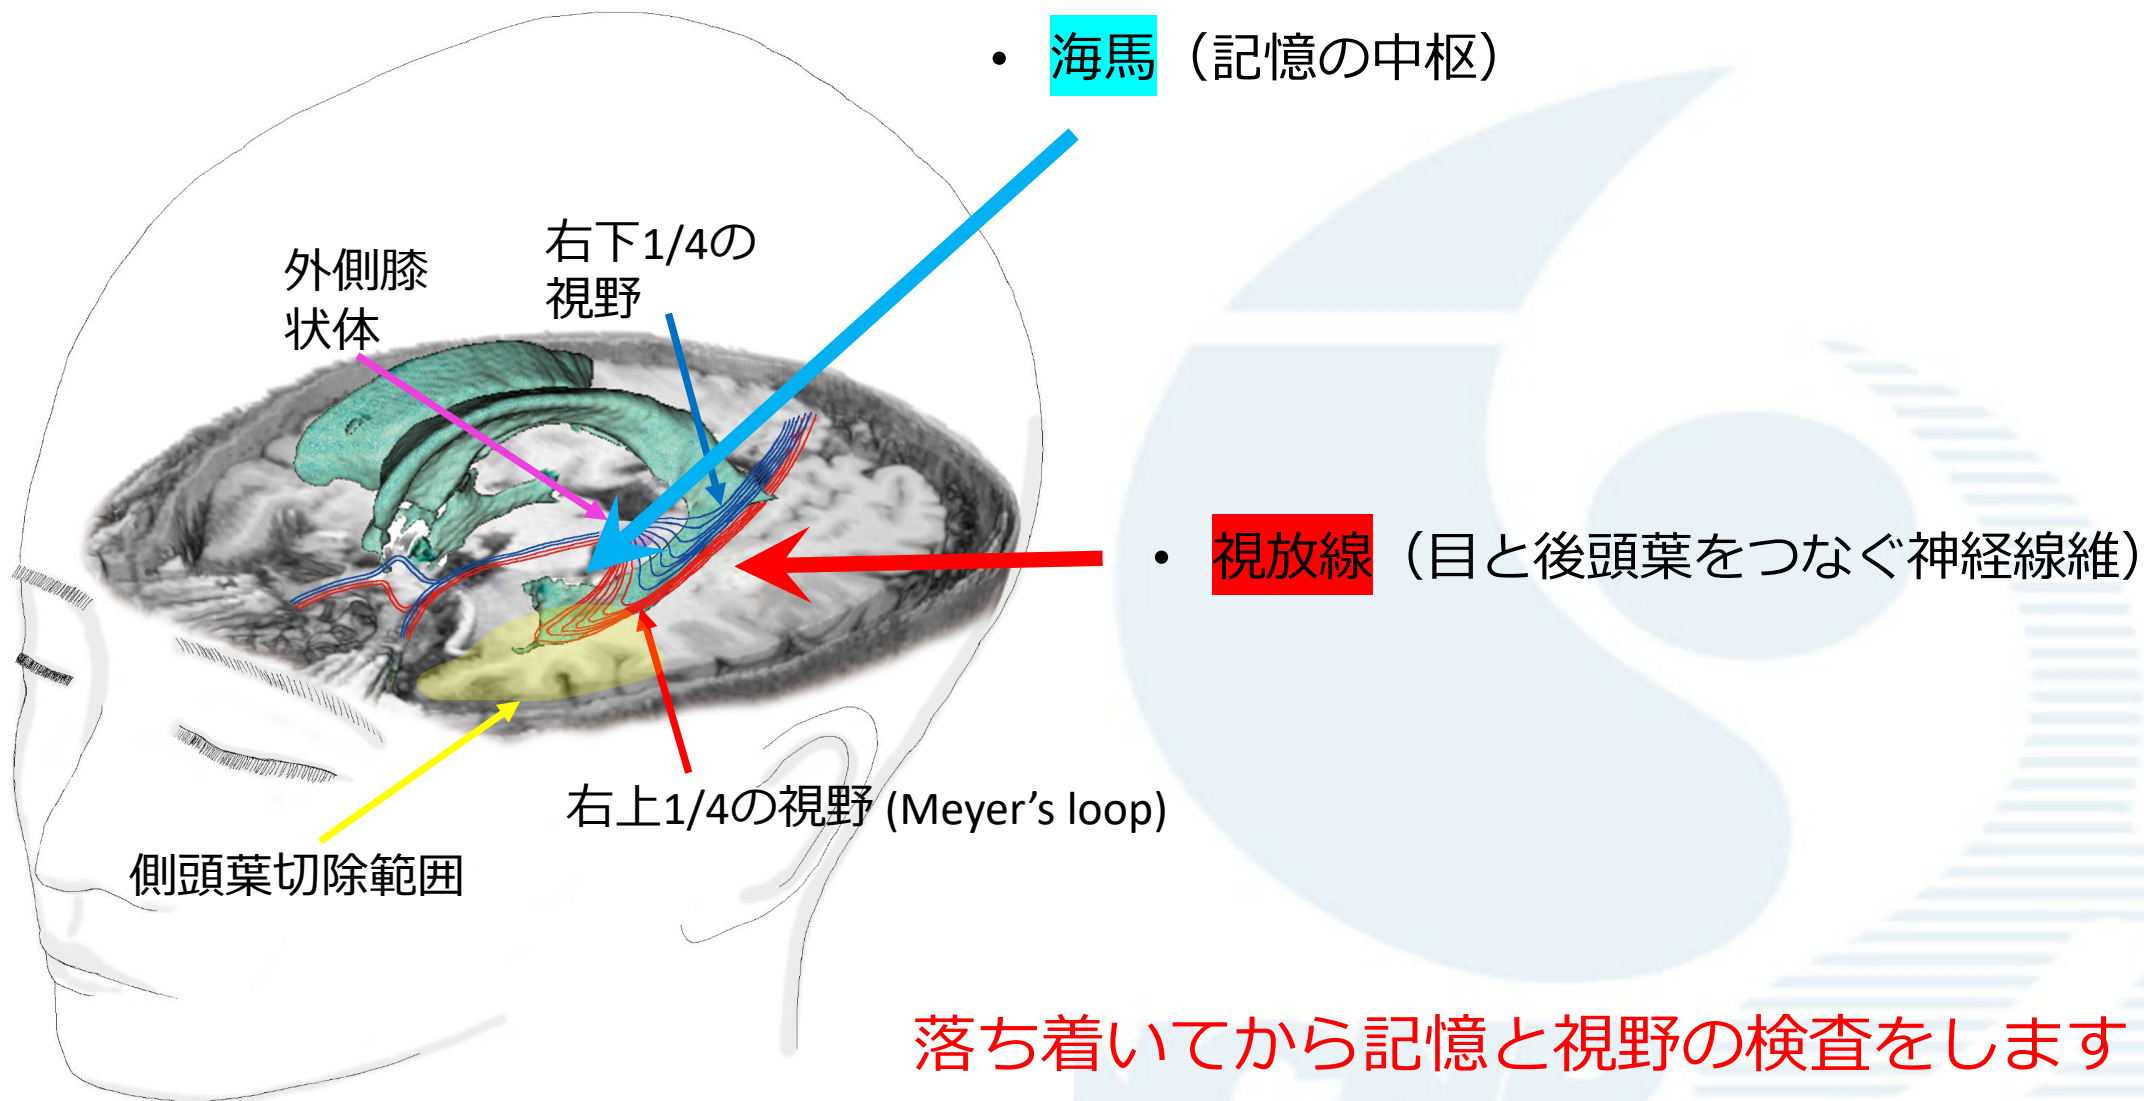 • 海馬（記憶の中枢）
右下1/4の
視野
外側膝
状体
• 視放線（目と後頭葉をつなぐ神経線維）
右上1/4の視野 (Meyer’s loop)
側頭葉切除範囲
落ち着いてから記憶と視野の検査をします